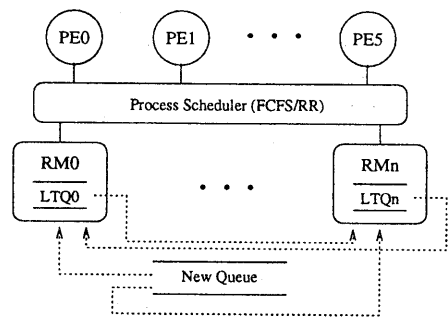 PE0 PE1 PE5
Process Scheduler (FCFS/RR)
RM0 RMn
LTQ0 LTQn
New Queue